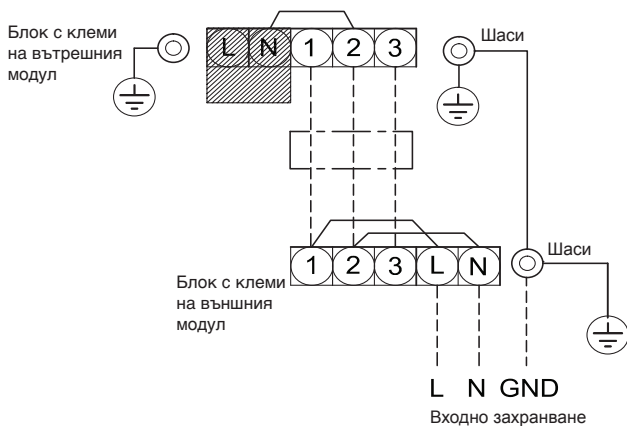 Блок с клеми
на вътрешния
модул
L N 1 2 3
Шаси
1 2 3 L N
Шаси
Блок с клеми
на външния
модул
L N GND
Входно захранване